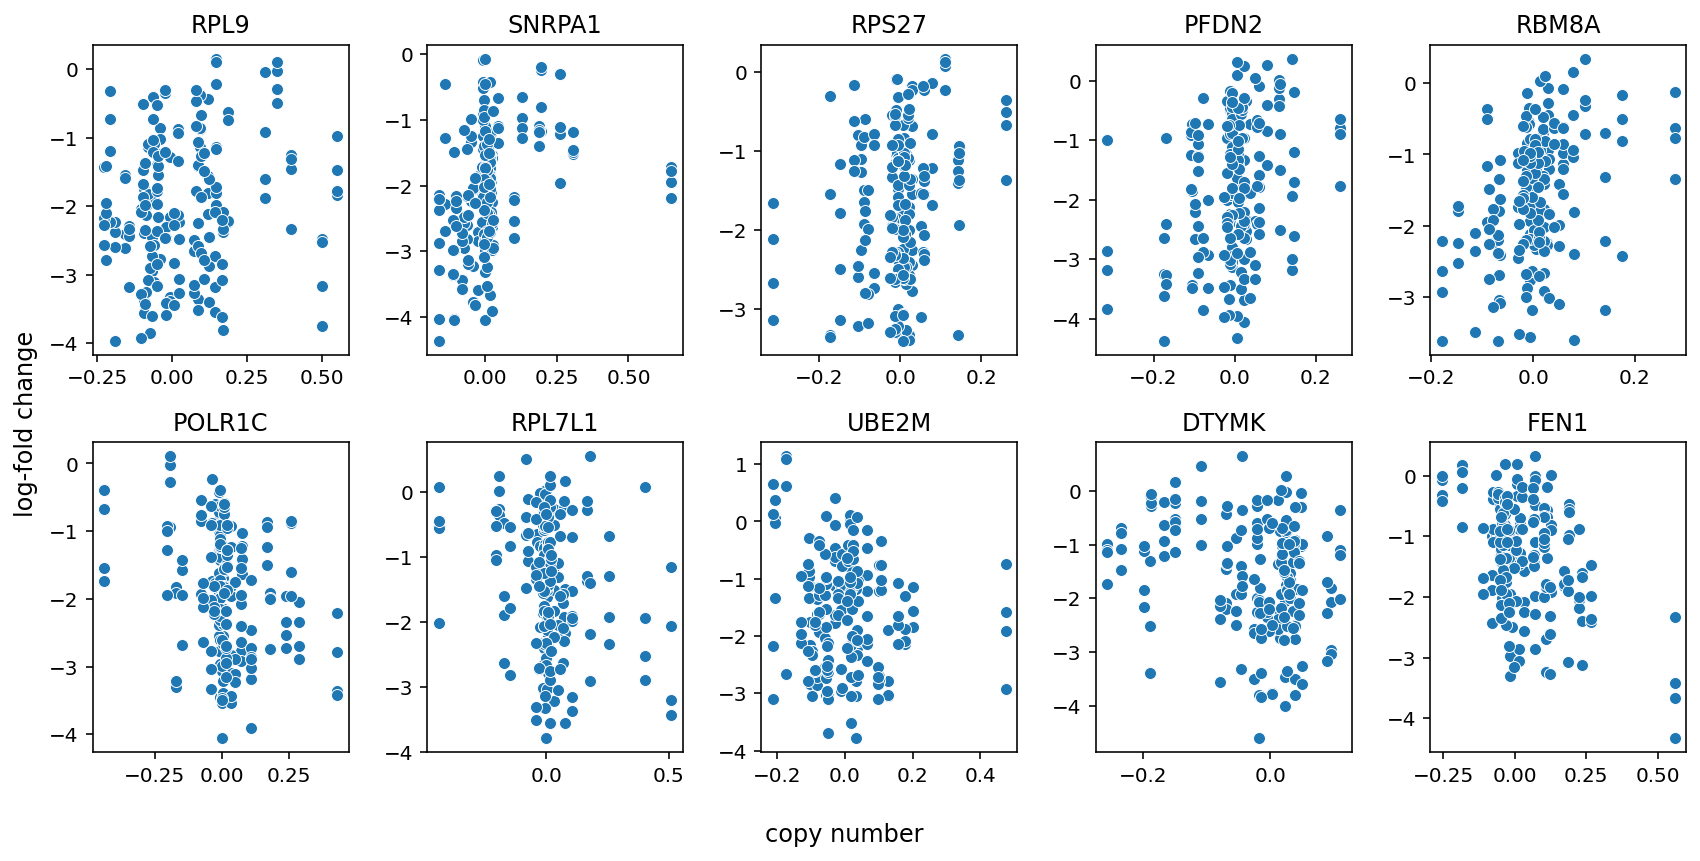 RPL9 SNRPA1 RPS27 PFDN2 RBM8A
0 0 0 0 0
−1 −1 −1 −1 −1
−2 −2 −2 −2 −2
−3 −3 −3 −3 −3
−4 −4 −4
−0.25 0.00 0.25 0.50 0.00 0.25 0.50 −0.2 0.0 0.2 −0.2 0.0 0.2 −0.2 0.0 0.2
log-fold change
POLR1C RPL7L1 UBE2M DTYMK FEN1
0 0 1 0 0
−1 −1 0 −1 −1
−2 −2 −1 −2 −2
−3 −3 −2 −3 −3
−4 −4 −3 −4 −4
−4
−0.25 0.00 0.25 0.0 0.5 −0.2 0.0 0.2 0.4 −0.2 0.0 −0.25 0.00 0.25 0.50
copy number